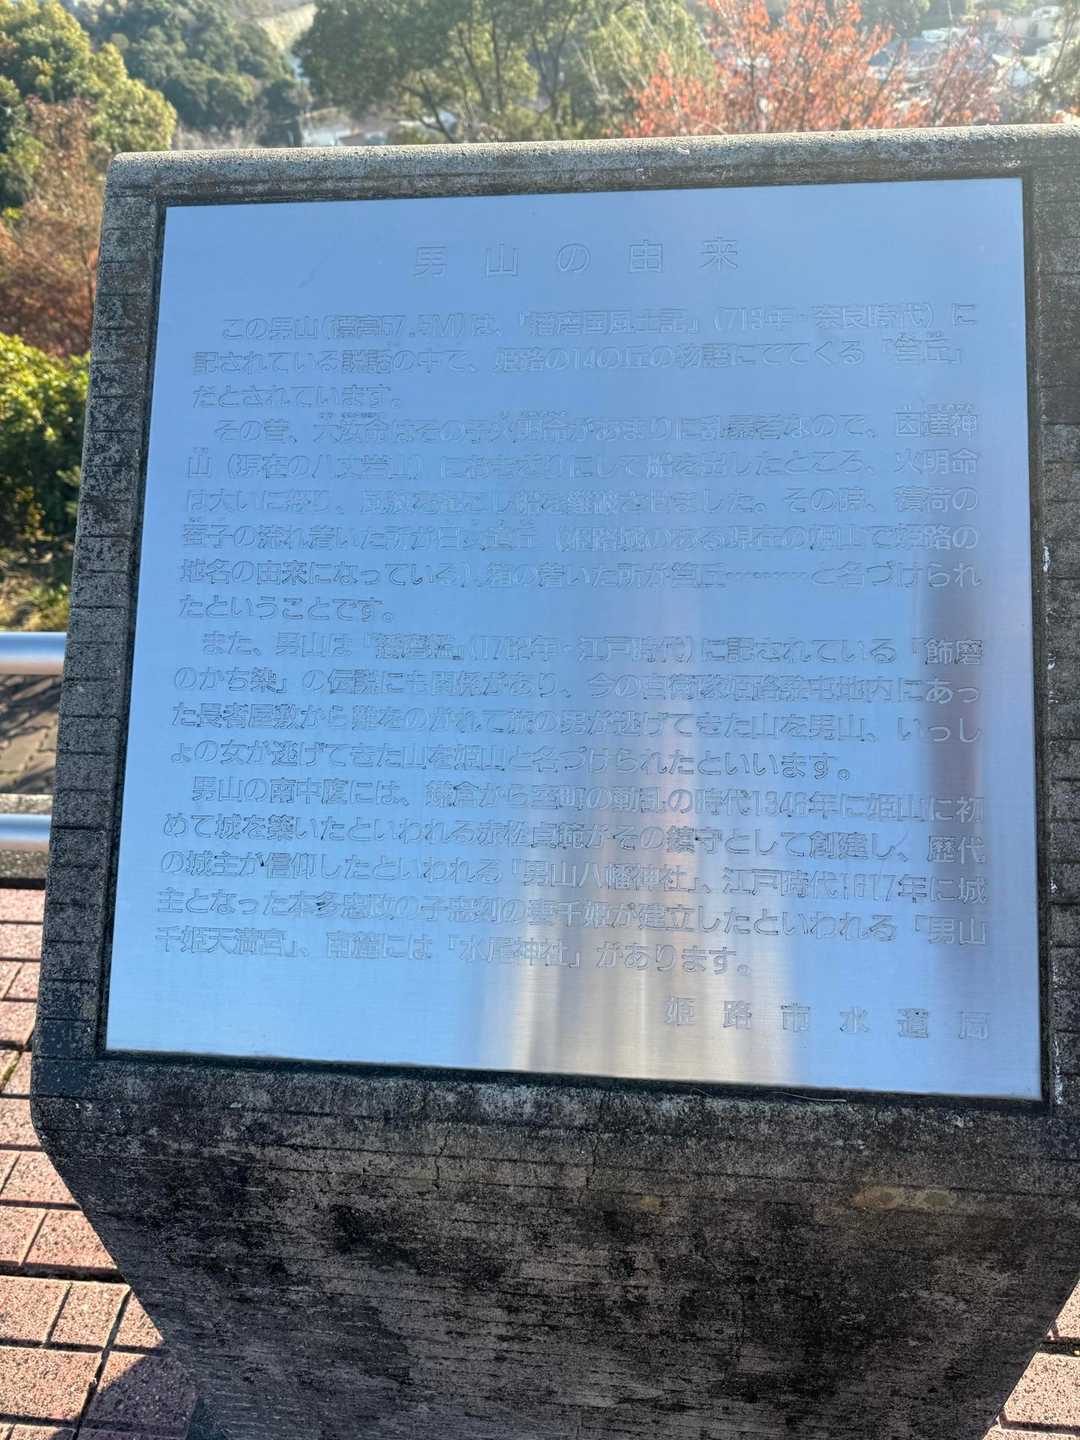 男山の由来
この男山(標高57.5M)は、『播磨国風土記』(713年・奈良時代)に
記されている説話の中で、姫路の14の丘の物語にでてくる「筥丘」
だとされています。
その昔、大汝命はその子火明命があまりに乱暴者なので、因達神
山(現在の八丈岩山)におきざりにして船を出したところ、火明命
は大いに怒り、風波を起こし船を難破させました。その時、積荷の
蚕子の流れ着いた所が日女道丘(姫路城のある現在の姫山で姫路の
地名の由来になっている)、箱の着いた所が筥丘………と名づけられ
たということです。
また、男山は『播磨鑑』(1762年・江戸時代)に記されている「飾磨
のかち染」の伝説にも関係があり、今の自衛隊姫路駐屯地内にあっ
た長者屋敷から難をのがれて旅の男が逃げてきた山を男山、いっし
ょの女が逃げてきた山を姫山と名づけられたといいます。
男山の南中腹には、鎌倉から室町の動乱の時代1346年に姫山に初
めて城を築いたといわれる赤松貞範がその鎮守として創建し、歴代
の城主が信仰したといわれる「男山八幡神社」、江戸時代1617年に城
主となった本多忠政の子忠刻の妻千姫が建立したといわれる「男山
千姫天満宮」、南麓には「水尾神社」があります。
姫路市水道局